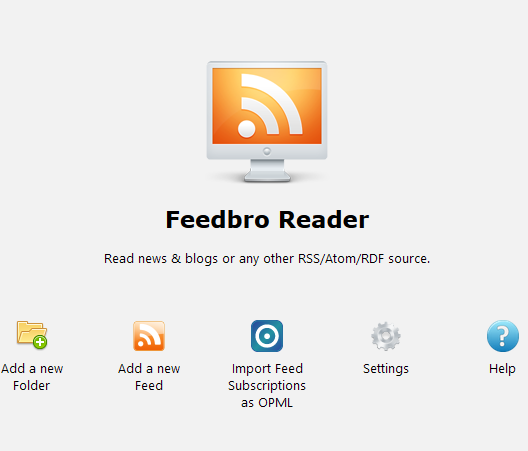 Feedbro Reader
Read news & blogs or any other RSS/Atom/RDF source.
Add a new
Folder
Add a new
Feed
Import Feed
Subscriptions
as OPML
Settings
Help